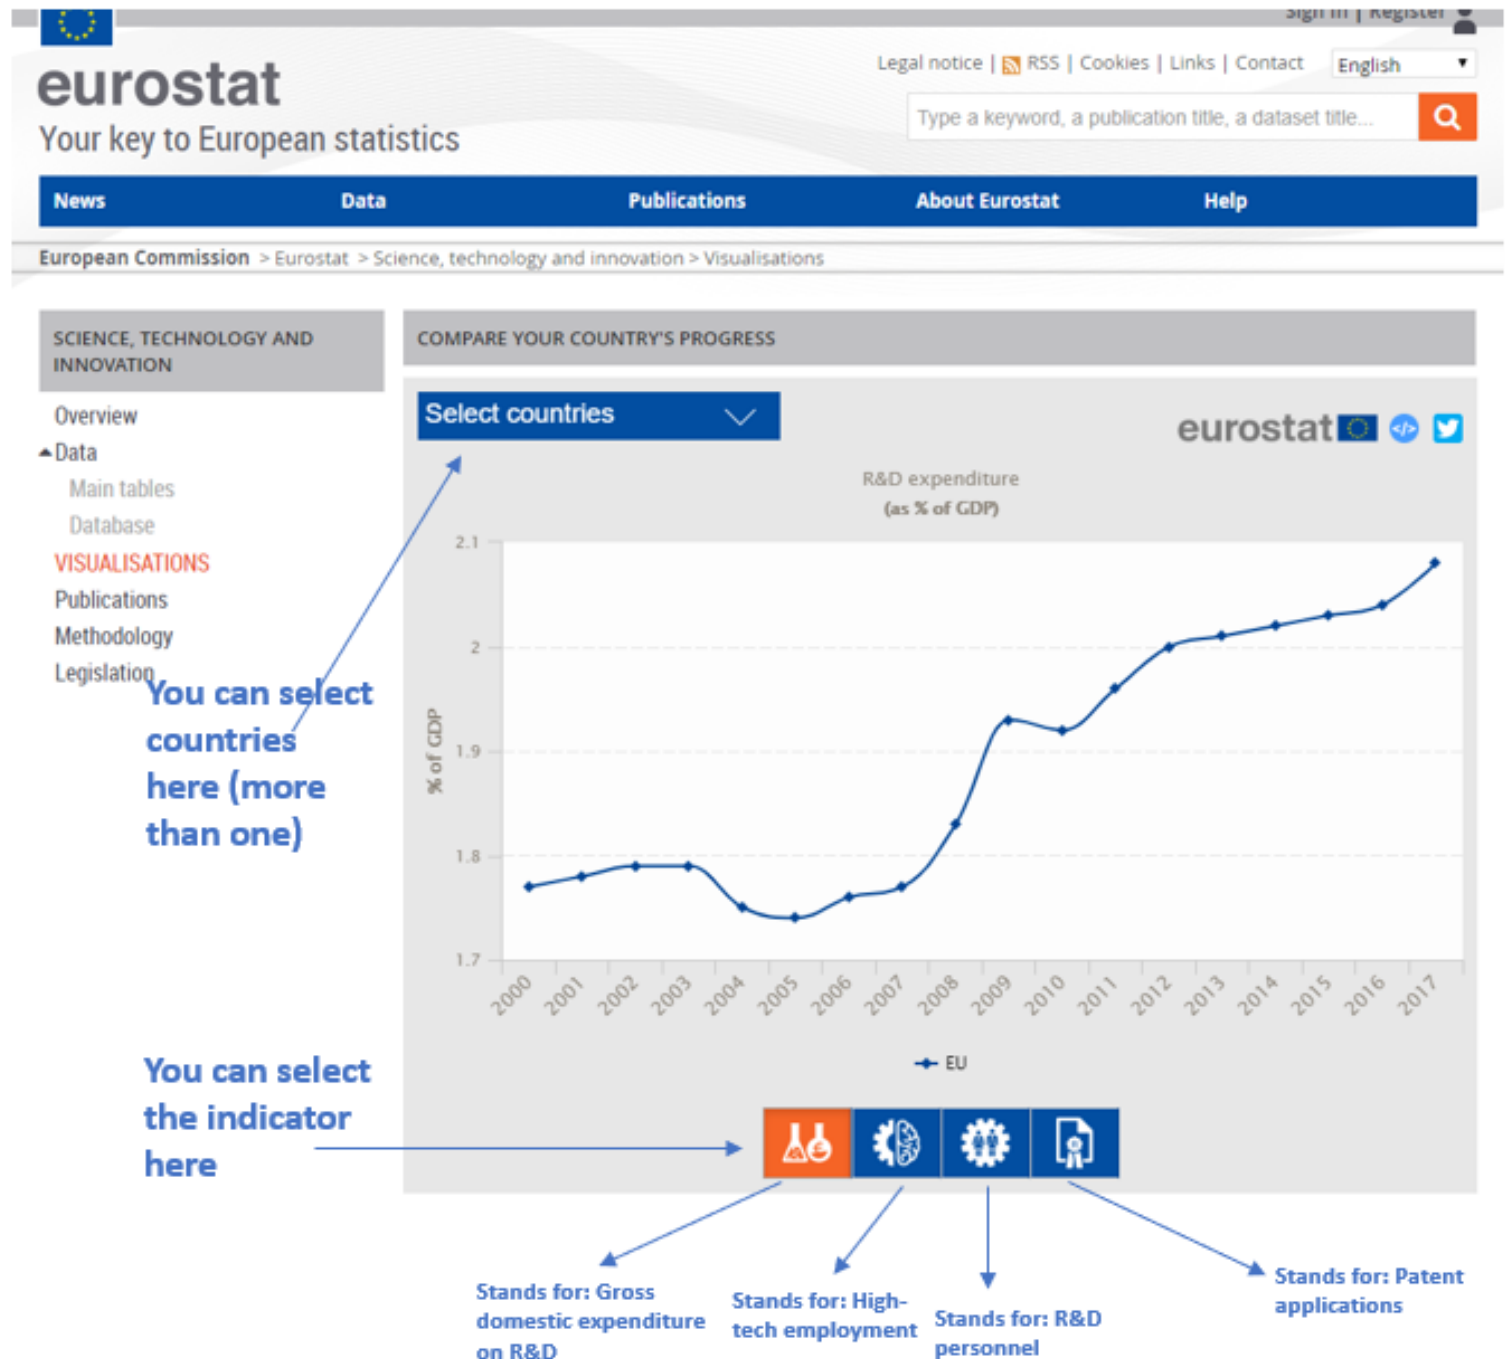 Sign In | Register
Legal notice | RSS | Cookies | Links | Contact English
eurostat
Your key to European statistics
Type a keyword, a publication title, a dataset title...
News Data Publications About Eurostat Help
European Commission > Eurostat > Science, technology and innovation > Visualisations
SCIENCE, TECHNOLOGY AND
INNOVATION
Overview
Data
Main tables
Database
VISUALISATIONS
Publications
Methodology
Legislation
COMPARE YOUR COUNTRY'S PROGRESS
Select countries
eurostat
R&D expenditure
(as % of GDP)
% of GDP
2.1
2
1.9
1.8
1.7
2000 2001 2002 2003 2004 2005 2006 2007 2008 2009 2010 2011 2012 2013 2014 2015 2016 2017
EU
You can select
countries
here (more
than one)
You can select
the indicator
here
Stands for: Gross
domestic expenditure
on R&D
Stands for: High-
tech employment
Stands for: R&D
personnel
Stands for: Patent
applications